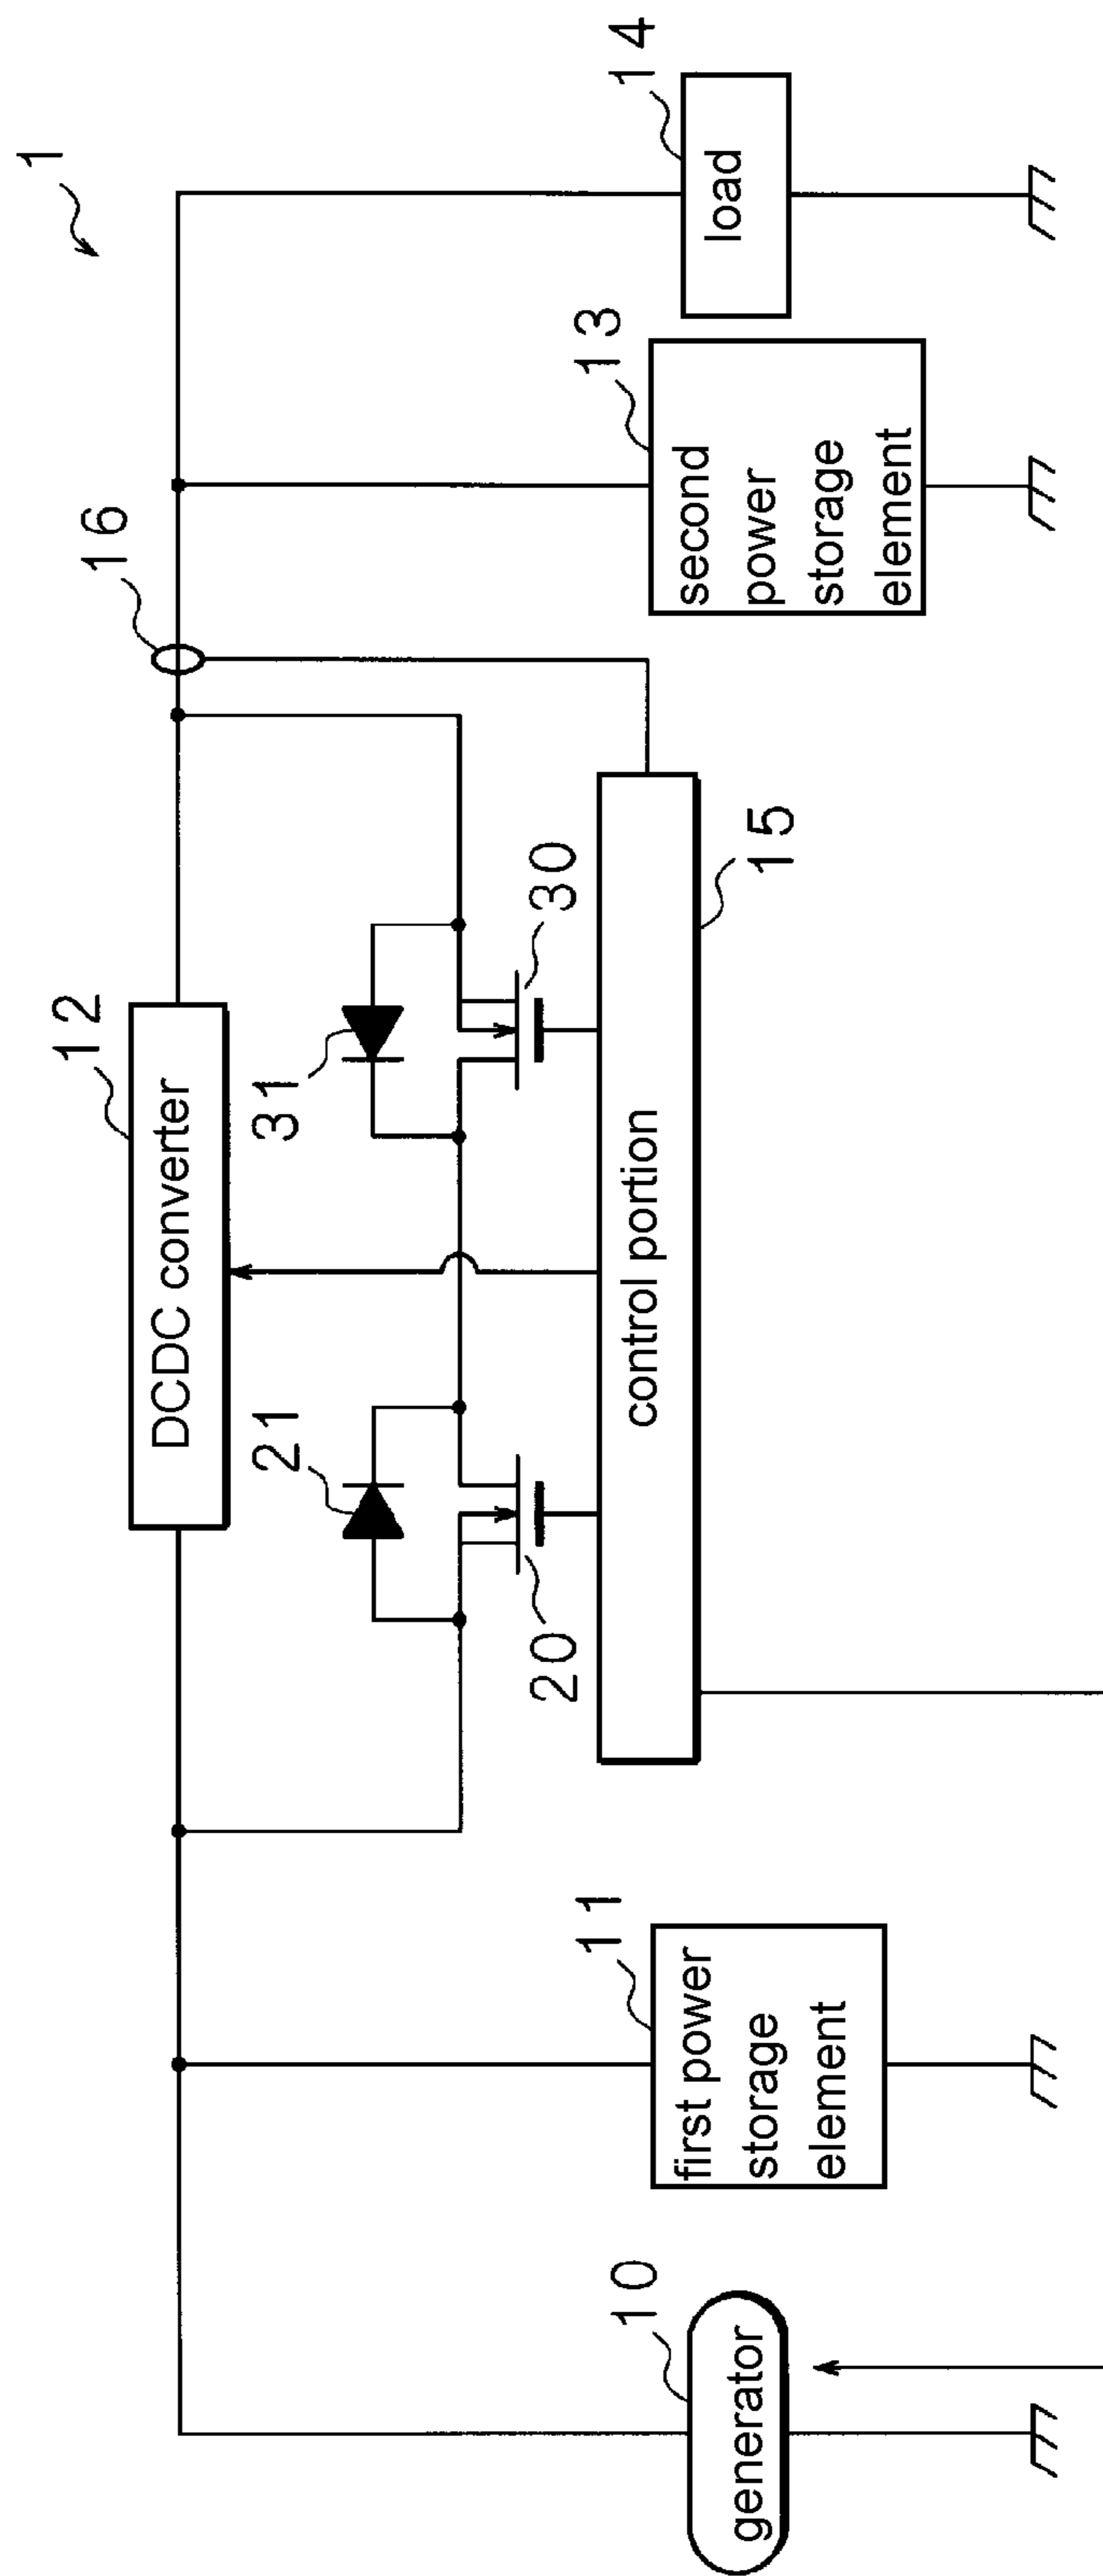 1
12
DCDC converter
16
21
31
20
30
control portion
15
10
generator
11
first power
storage
element
13
second
power
storage
element
14
load